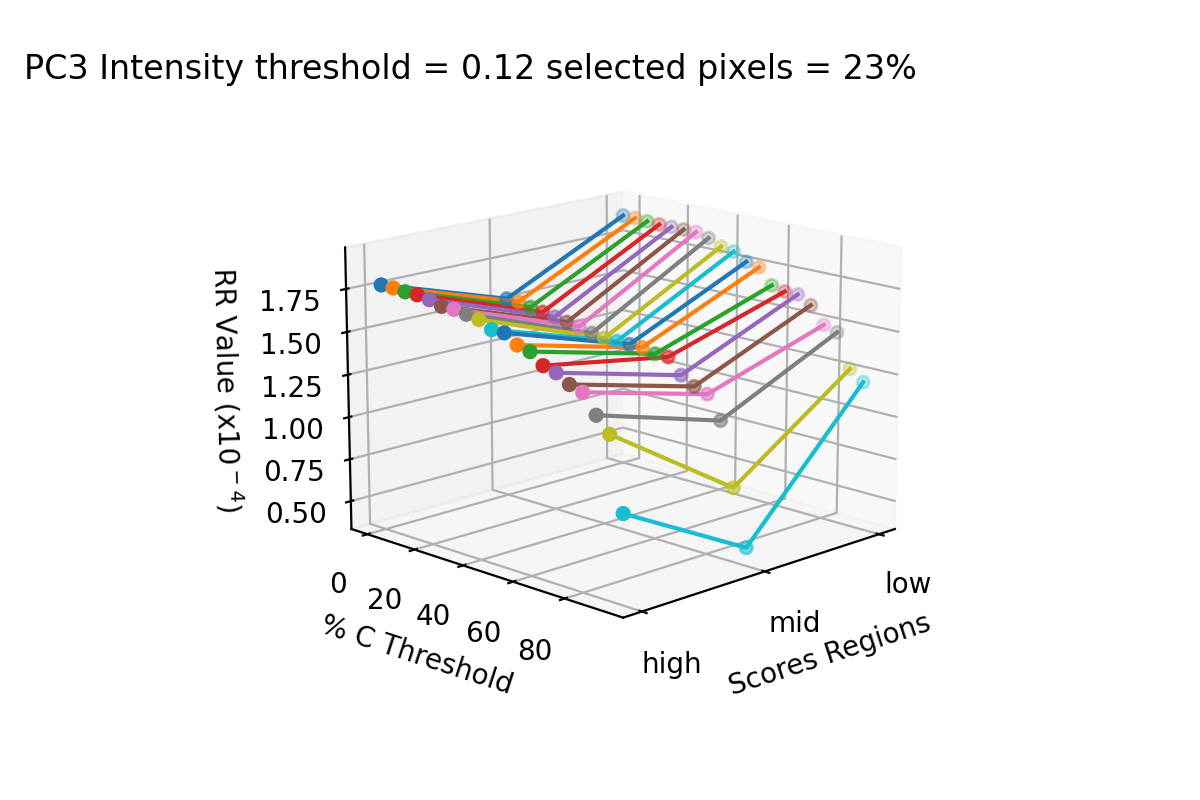 PC3 Intensity threshold = 0.12 selected pixels = 23%
RR Value (x10⁻⁴)
1.75
1.50
1.25
1.00
0.75
0.50
0
20
40
60
80
% C Threshold
low
mid
high
Scores Regions